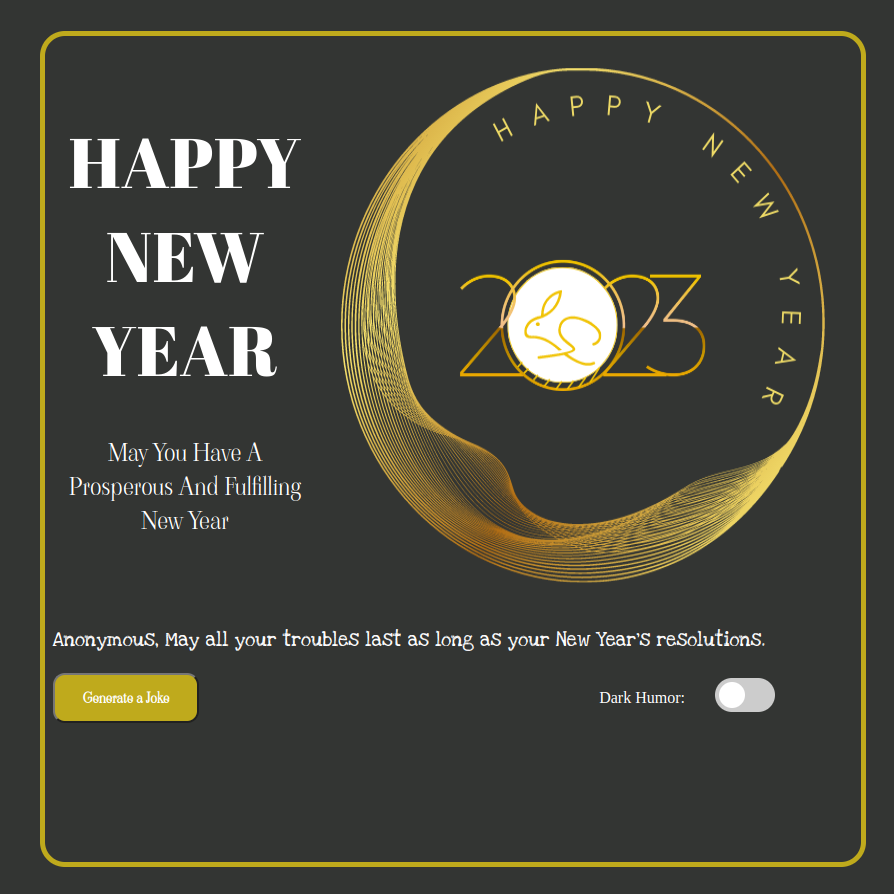 HAPPY
NEW
YEAR
May You Have A
Prosperous And Fulfilling
New Year
HAPPY NEW YEAR
2023
Anonymous, May all your troubles last as long as your New Year's resolutions.
Generate a Joke
Dark Humor: